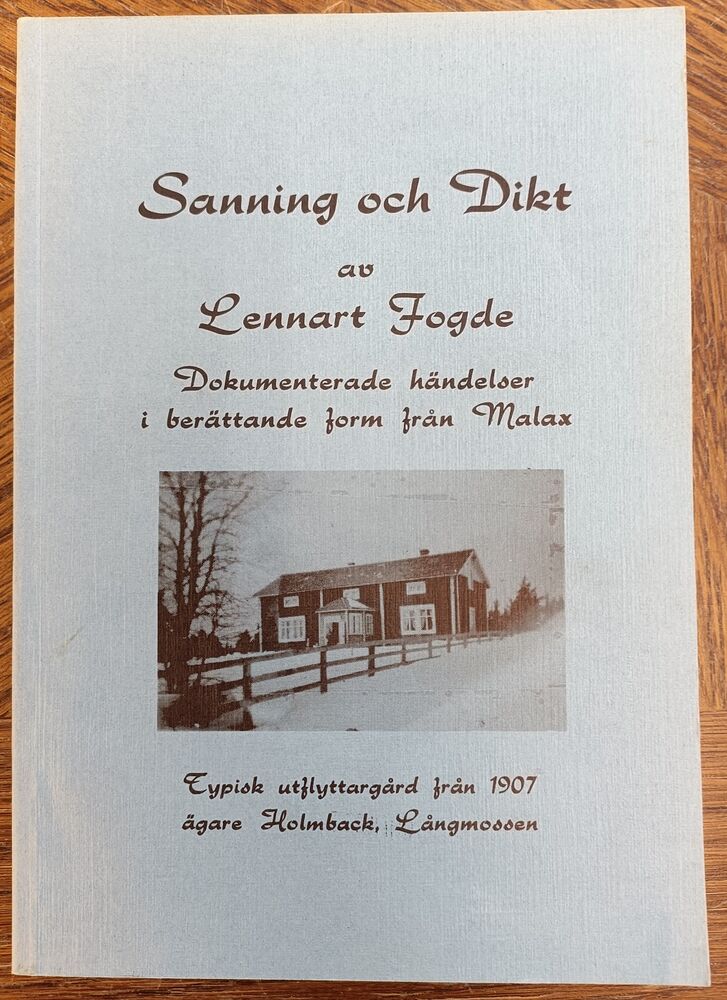 Sanning och Dikt
av
Lennart Fogde
Dokumenterade händelser
i berättande form från Malax
Typisk utflyttargård från 1907
ägare Holmback, Långmossen